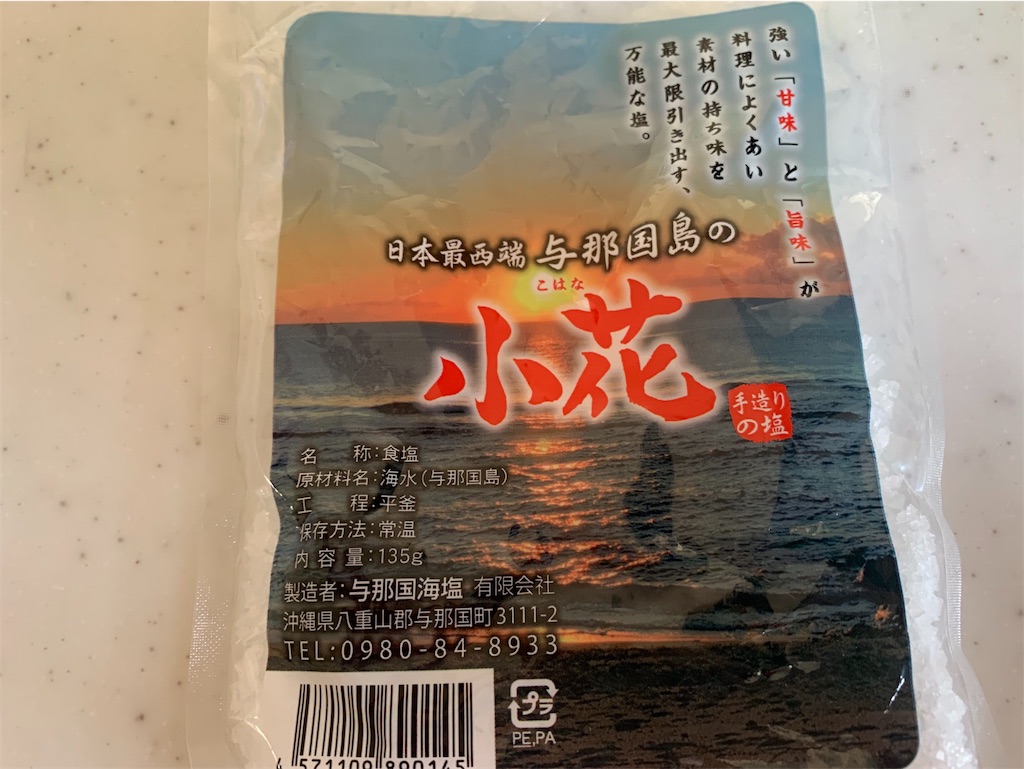 強い「甘味」と「旨味」が
料理によくあい
素材の持ち味を
最大限引き出す、
万能な塩。
日本最西端 与那国島の
こはな
小花
手造り
の塩
名　称:食塩
原材料名:海水(与那国島)
工　程:平釜
保存方法:常温
内容量:135g
製造者:与那国海塩 有限会社
沖縄県八重山郡与那国町3111-2
TEL:0980-84-8933
プラ
PE,PA
4571109890145